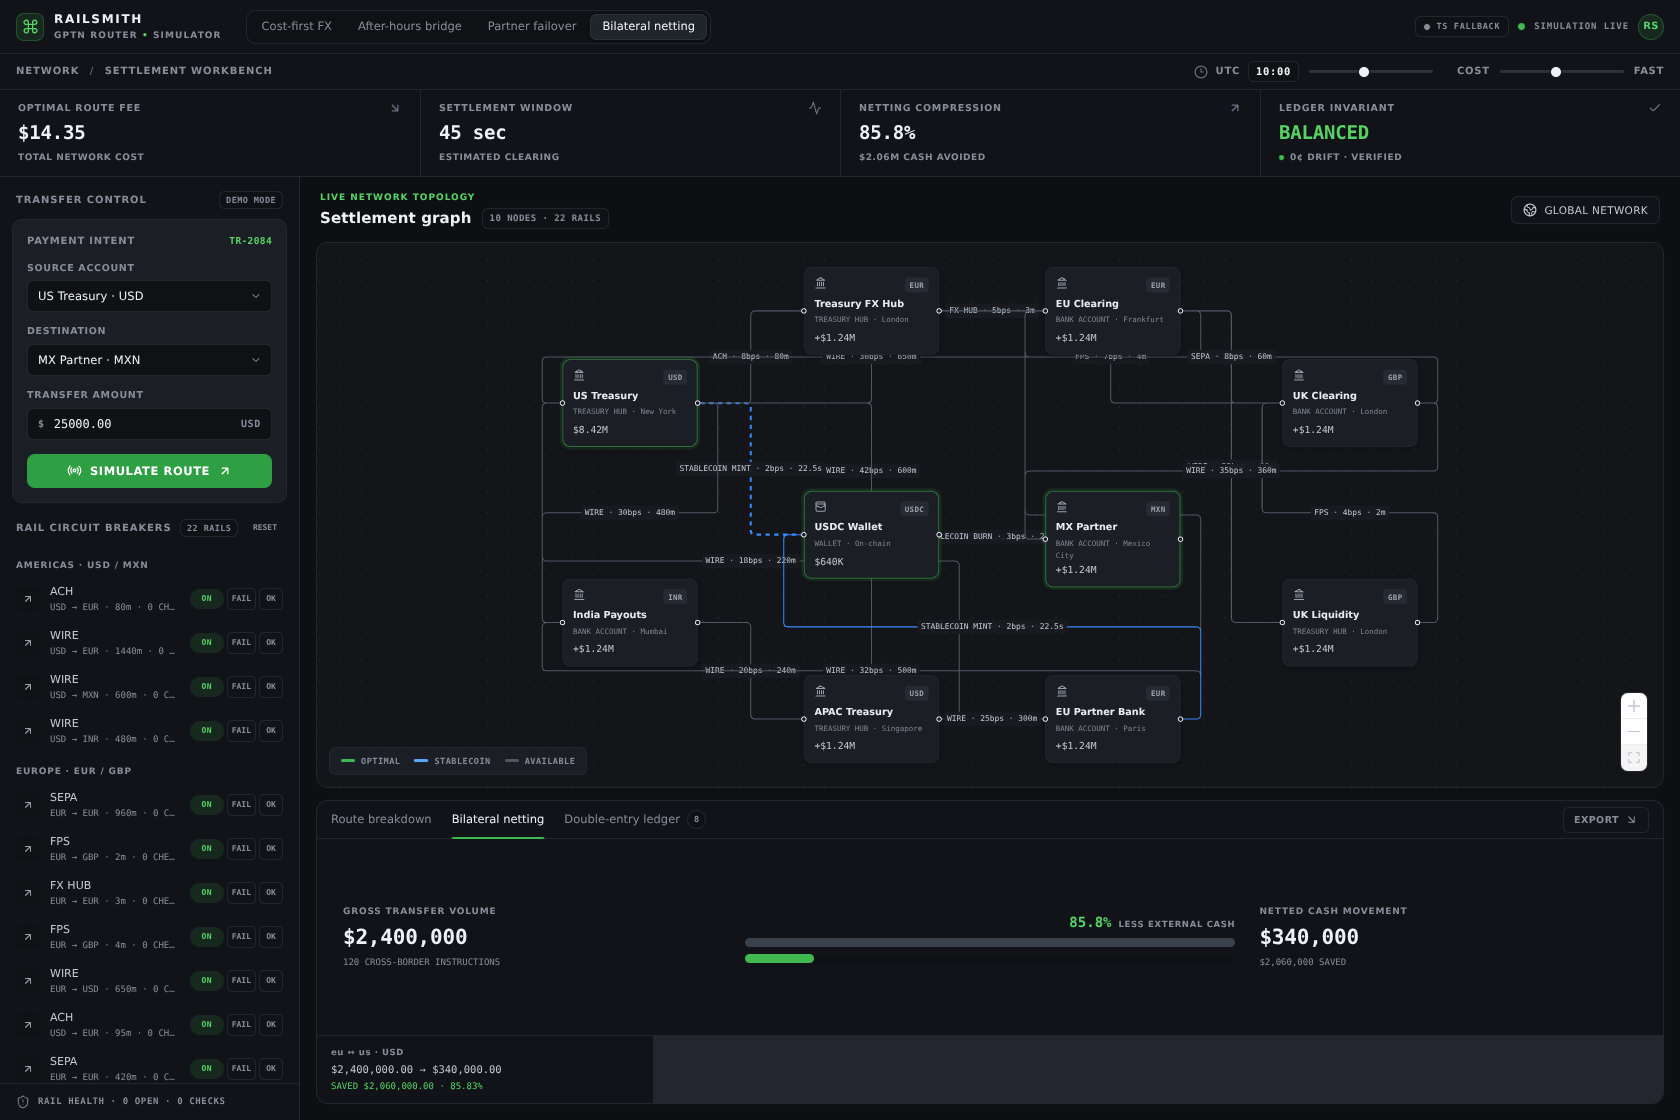 RAILSMITH
GPTN ROUTER • SIMULATOR
Cost-first FX
After-hours bridge
Partner failover
Bilateral netting
TS FALLBACK
SIMULATION LIVE
RS
NETWORK / SETTLEMENT WORKBENCH
UTC 10:00
COST
FAST
OPTIMAL ROUTE FEE
$14.35
TOTAL NETWORK COST
SETTLEMENT WINDOW
45 sec
ESTIMATED CLEARING
NETTING COMPRESSION
85.8%
$2.06M CASH AVOIDED
LEDGER INVARIANT
BALANCED
0¢ DRIFT · VERIFIED
TRANSFER CONTROL
DEMO MODE
PAYMENT INTENT
TR-2084
SOURCE ACCOUNT
US Treasury · USD
DESTINATION
MX Partner · MXN
TRANSFER AMOUNT
$ 25000.00 USD
SIMULATE ROUTE
RAIL CIRCUIT BREAKERS
22 RAILS
RESET
AMERICAS · USD / MXN
ACH
USD → EUR · 80m · 0 CH…
ON FAIL OK
WIRE
USD → EUR · 1440m · 0 …
ON FAIL OK
WIRE
USD → MXN · 600m · 0 C…
ON FAIL OK
WIRE
USD → INR · 480m · 0 C…
ON FAIL OK
EUROPE · EUR / GBP
SEPA
EUR → EUR · 960m · 0 C…
ON FAIL OK
FPS
EUR → GBP · 2m · 0 CHE…
ON FAIL OK
FX HUB
EUR → EUR · 3m · 0 CHE…
ON FAIL OK
FPS
EUR → GBP · 4m · 0 CHE…
ON FAIL OK
WIRE
EUR → USD · 650m · 0 C…
ON FAIL OK
ACH
USD → EUR · 95m · 0 CH…
ON FAIL OK
SEPA
EUR → EUR · 420m · 0 C…
ON FAIL OK
RAIL HEALTH · 0 OPEN · 0 CHECKS
LIVE NETWORK TOPOLOGY
Settlement graph
10 NODES · 22 RAILS
GLOBAL NETWORK
EUR
Treasury FX Hub
TREASURY HUB · London
+$1.24M
FX HUB · 5bps · 3m
EUR
EU Clearing
BANK ACCOUNT · Frankfurt
+$1.24M
ACH · 8bps · 80m
WIRE · 30bps · 650m
FPS · 7bps · 4m
SEPA · 8bps · 60m
USD
US Treasury
TREASURY HUB · New York
$8.42M
GBP
UK Clearing
BANK ACCOUNT · London
+$1.24M
STABLECOIN MINT · 2bps · 22.5s
WIRE · 42bps · 600m
WIRE · 35bps · 360m
WIRE · 30bps · 480m
FPS · 4bps · 2m
USDC
USDC Wallet
WALLET · On-chain
$640K
LECOIN BURN · 3bps · 2
MXN
MX Partner
BANK ACCOUNT · Mexico
City
+$1.24M
WIRE · 18bps · 220m
INR
India Payouts
BANK ACCOUNT · Mumbai
+$1.24M
STABLECOIN MINT · 2bps · 22.5s
GBP
UK Liquidity
TREASURY HUB · London
+$1.24M
WIRE · 20bps · 240m
WIRE · 32bps · 500m
USD
APAC Treasury
TREASURY HUB · Singapore
+$1.24M
WIRE · 25bps · 300m
EUR
EU Partner Bank
BANK ACCOUNT · Paris
+$1.24M
OPTIMAL
STABLECOIN
AVAILABLE
Route breakdown
Bilateral netting
Double-entry ledger 8
EXPORT
GROSS TRANSFER VOLUME
$2,400,000
120 CROSS-BORDER INSTRUCTIONS
85.8% LESS EXTERNAL CASH
NETTED CASH MOVEMENT
$340,000
$2,060,000 SAVED
eu ↔ us · USD
$2,400,000.00 → $340,000.00
SAVED $2,060,000.00 · 85.83%